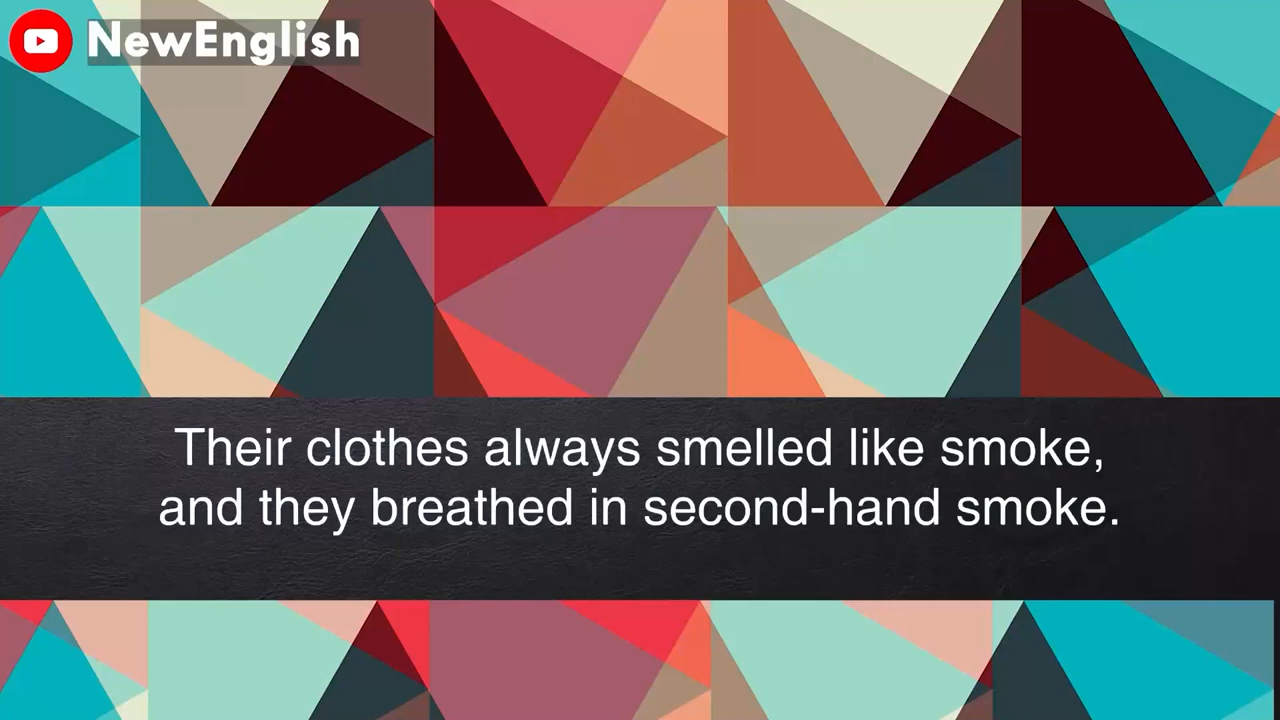 NewEnglish
Their clothes always smelled like smoke,
and they breathed in second-hand smoke.